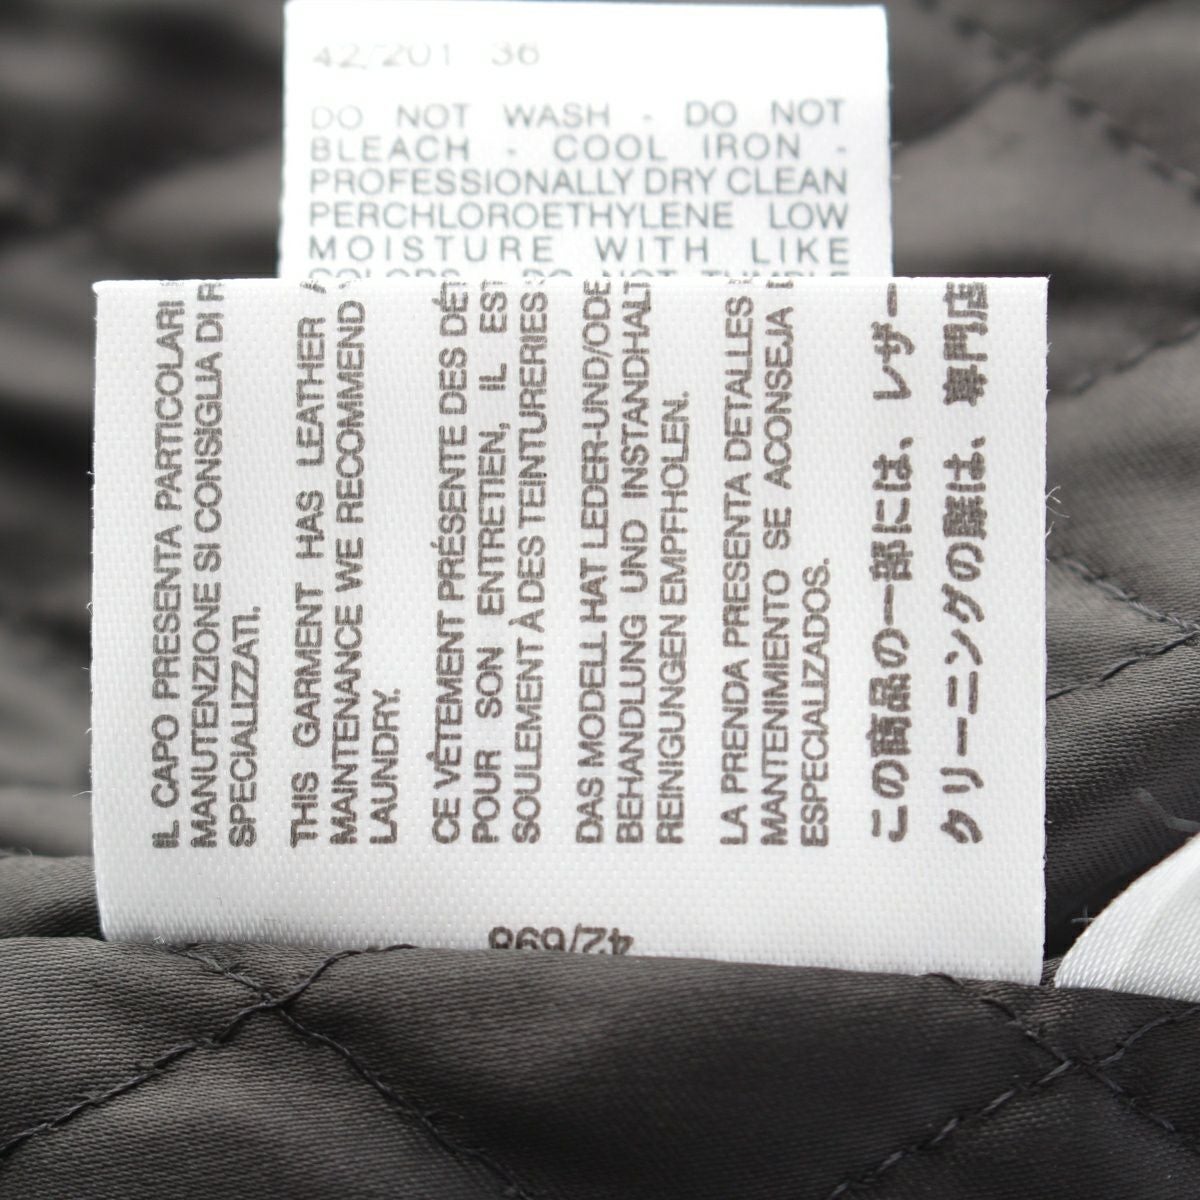 42/201 36
DO NOT WASH - DO NOT
BLEACH - COOL IRON -
PROFESSIONALLY DRY CLEAN
PERCHLOROETHYLENE LOW
MOISTURE WITH LIKE
COLORS - DO NOT TUMBLE
IL CAPO PRESENTA PARTICOLARI
MANUTENZIONE SI CONSIGLIA DI
SPECIALIZZATI.
THIS GARMENT HAS LEATHER
MAINTENANCE WE RECOMMEND
LAUNDRY.
CE VÊTEMENT PRÉSENTE DES
POUR SON ENTRETIEN, IL EST
SOULEMENT À DES TEINTURERIES
DAS MODELL HAT LEDER-UND/ODE
BEHANDLUNG UND INSTANDHALT
REINIGUNGEN EMPFHOLEN.
LA PRENDA PRESENTA DETALLES
MANTENIMIENTO SE ACONSEJA
ESPECIALIZADOS.
この商品の一部には、レザー
クリーニングの際は、専門店
42/698